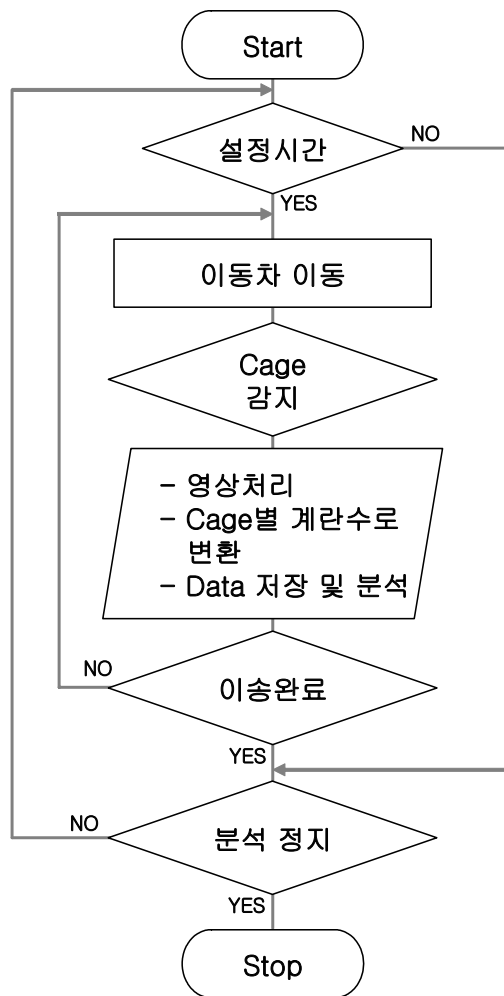 Start
설정시간
NO
YES
이동차 이동
Cage
감지
- 영상처리
- Cage별 계란수로
변환
- Data 저장 및 분석
NO
이송완료
YES
NO
분석 정지
YES
Stop